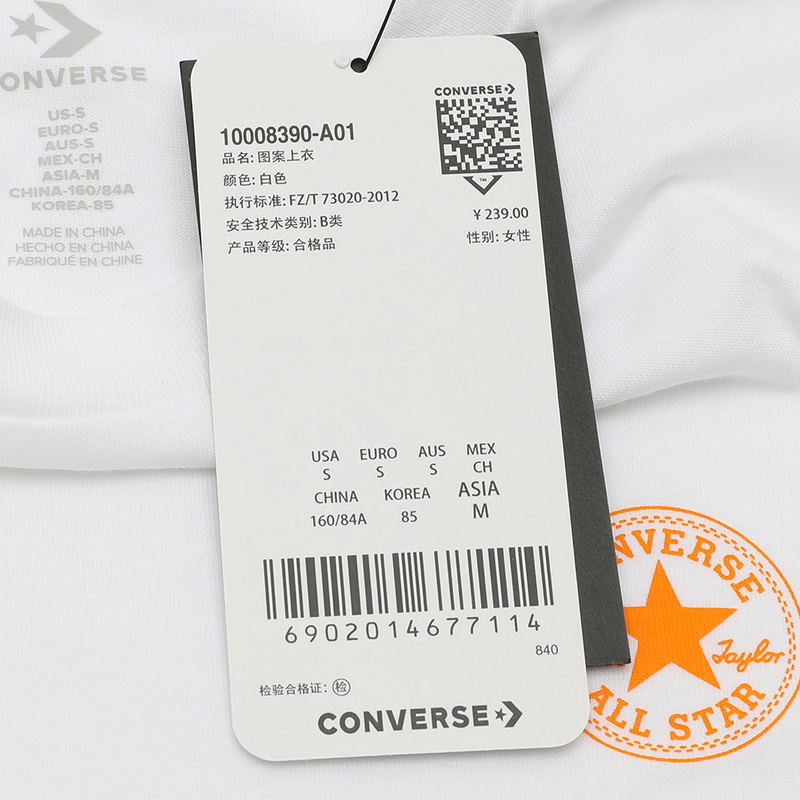 ONVERSE
US-S
EURO-S
AUS-S
MEX-CH
ASIA-M
CHINA-160/84A
KOREA-85
MADE IN CHINA
HECHO EN CHINA
FABRIQUÉ EN CHINE
CONVERSE
10008390-A01
品名: 图案上衣
颜色: 白色
执行标准: FZ/T 73020-2012
安全技术类别: B类
产品等级: 合格品
TM
¥ 239.00
性别: 女性
USA EURO AUS MEX
S S S CH
CHINA KOREA ASIA
160/84A 85 M
6902014677114
840
检验合格证: 检
CONVERSE
NVERSE
Taylor
ALL STAR